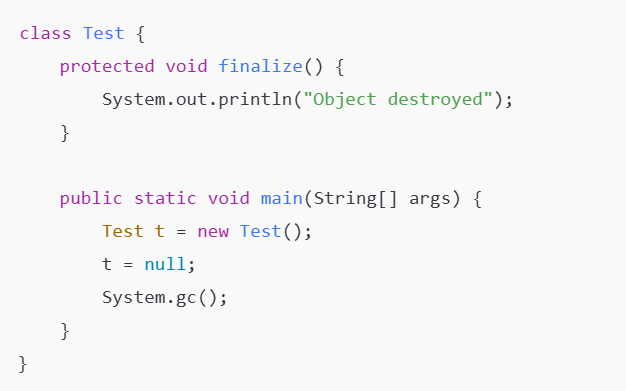 class Test {
    protected void finalize() {
        System.out.println("Object destroyed");
    }

    public static void main(String[] args) {
        Test t = new Test();
        t = null;
        System.gc();
    }
}